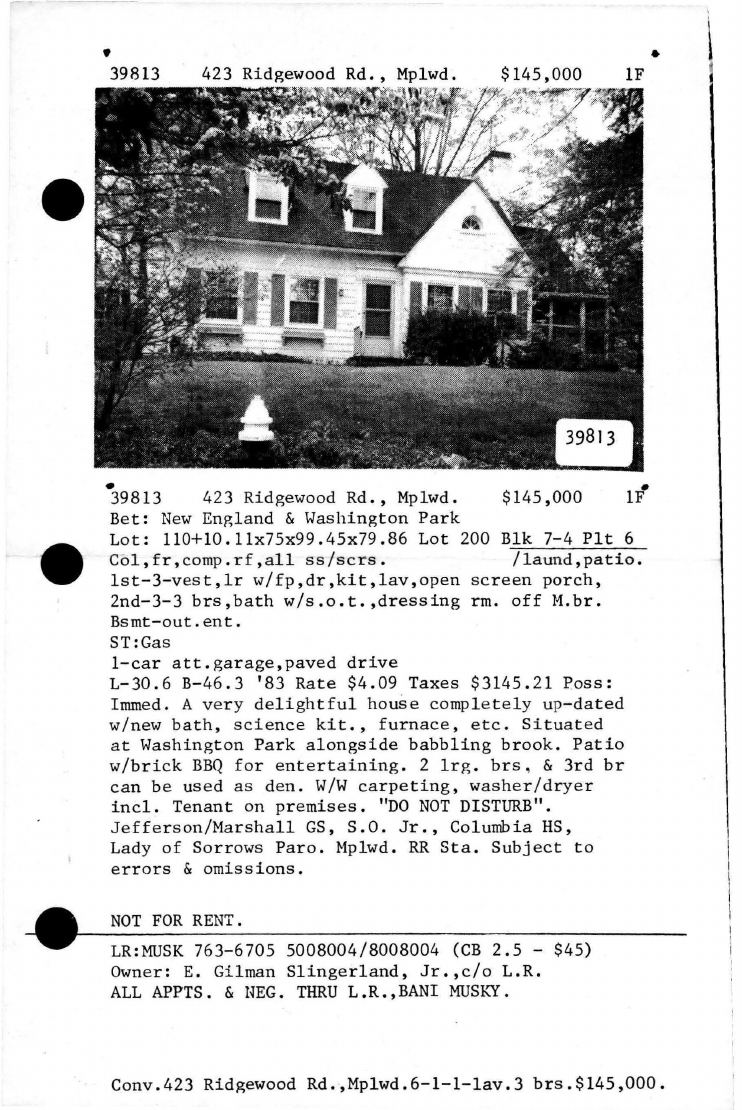 39813 423 Ridgewood Rd., Mplwd. $145,000 1F
39813
39813 423 Ridgewood Rd., Mplwd. $145,000 1F
Bet: New England & Washington Park
Lot: 110+10.11x75x99.45x79.86 Lot 200 Blk 7-4 Plt 6
Col,fr,comp.rf,all ss/scrs. /laund,patio.
1st-3-vest,lr w/fp,dr,kit,lav,open screen porch,
2nd-3-3 brs,bath w/s.o.t.,dressing rm. off M.br.
Bsmt-out.ent.
ST:Gas
1-car att.garage,paved drive
L-30.6 B-46.3 '83 Rate $4.09 Taxes $3145.21 Poss:
Immed. A very delightful house completely up-dated
w/new bath, science kit., furnace, etc. Situated
at Washington Park alongside babbling brook. Patio
w/brick BBQ for entertaining. 2 lrg. brs, & 3rd br
can be used as den. W/W carpeting, washer/dryer
incl. Tenant on premises. "DO NOT DISTURB".
Jefferson/Marshall GS, S.O. Jr., Columbia HS,
Lady of Sorrows Paro. Mplwd. RR Sta. Subject to
errors & omissions.
NOT FOR RENT.
LR:MUSK 763-6705 5008004/8008004 (CB 2.5 - $45)
Owner: E. Gilman Slingerland, Jr.,c/o L.R.
ALL APPTS. & NEG. THRU L.R.,BANI MUSKY.
Conv.423 Ridgewood Rd.,Mplwd.6-1-1-lav.3 brs.$145,000.